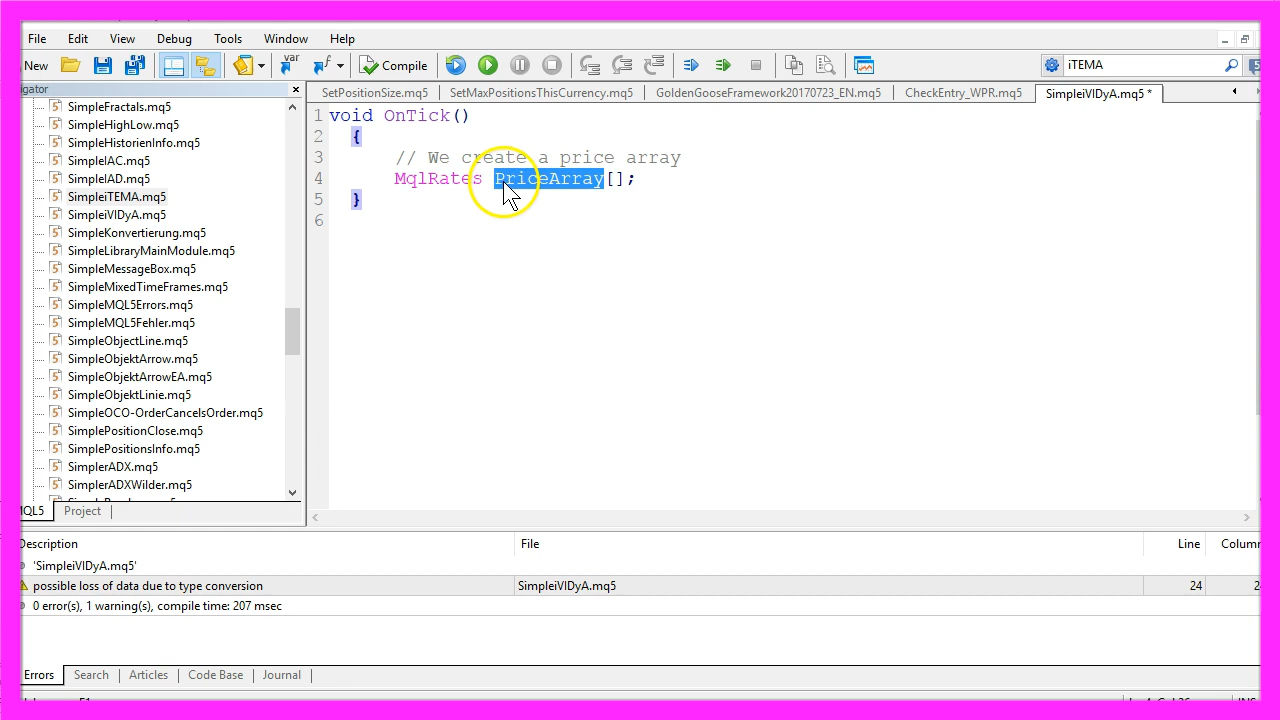 File Edit View Debug Tools Window Help
New var Compile iTEMA 5
igator
SetPositionSize.mq5 SetMaxPositionsThisCurrency.mq5 GoldenGooseFramework20170723_EN.mq5 CheckEntry_WPR.mq5 SimpleiVIDyA.mq5 *
SimpleFractals.mq5
SimpleHighLow.mq5
SimpleHistorienInfo.mq5
SimpleIAC.mq5
SimpleIAD.mq5
SimpleiTEMA.mq5
SimpleiVIDyA.mq5
SimpleKonvertierung.mq5
SimpleLibraryMainModule.mq5
SimpleMessageBox.mq5
SimpleMixedTimeFrames.mq5
SimpleMQL5Errors.mq5
SimpleMQL5Fehler.mq5
SimpleObjectLine.mq5
SimpleObjektArrow.mq5
SimpleObjektArrowEA.mq5
SimpleObjektLinie.mq5
SimpleOCO-OrderCancelsOrder.mq5
SimplePositionClose.mq5
SimplePositionsInfo.mq5
SimplerADX.mq5
SimplerADXWilder.mq5
MQL5 Project
1 void OnTick()
2 {
3 // We create a price array
4 MqlRates PriceArray[];
5 }
6
Description File Line Column
'SimpleiVIDyA.mq5'
possible loss of data due to type conversion SimpleiVIDyA.mq5 24
0 error(s), 1 warning(s), compile time: 207 msec
Errors Search Articles Code Base Journal